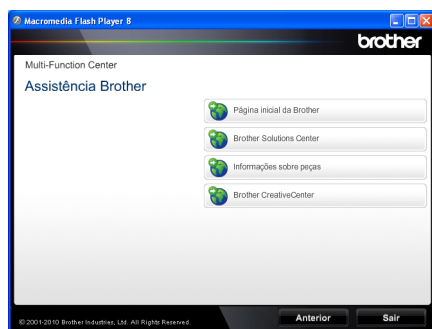 Macromedia Flash Player 8
brother
Multi-Function Center
Assistência Brother
Página inicial da Brother
Brother Solutions Center
Informações sobre peças
Brother CreativeCenter
© 2001-2010 Brother Industries, Ltd. All Rights Reserved.
Anterior
Sair